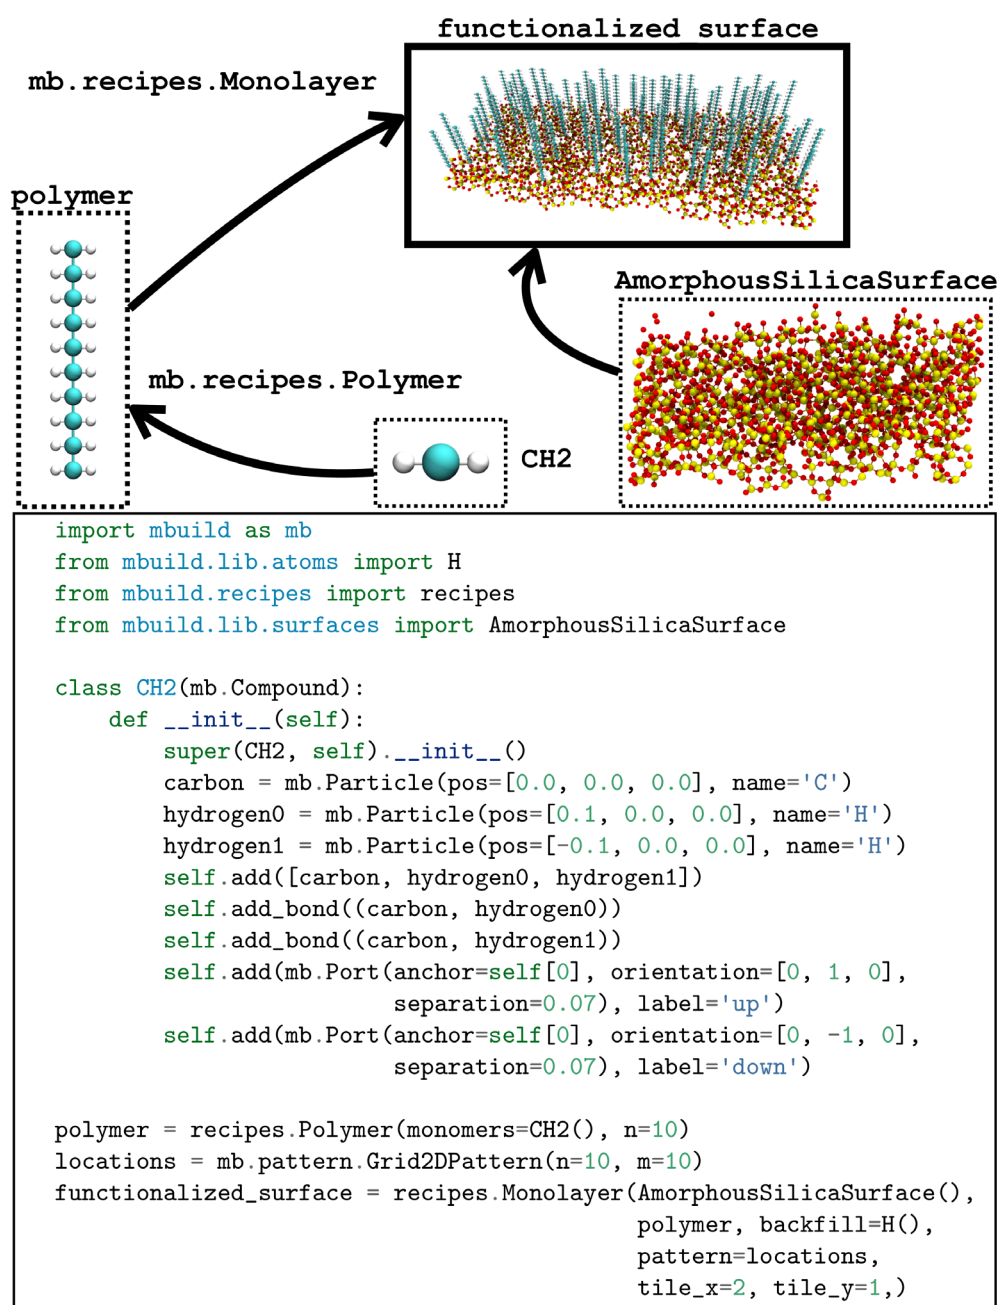 functionalized surface
mb.recipes.Monolayer
polymer
AmorphousSilicaSurface
mb.recipes.Polymer
CH2
import mbuild as mb
from mbuild.lib.atoms import H
from mbuild.recipes import recipes
from mbuild.lib.surfaces import AmorphousSilicaSurface
class CH2(mb.Compound):
    def __init__(self):
        super(CH2, self).__init__()
        carbon = mb.Particle(pos=[0.0, 0.0, 0.0], name='C')
        hydrogen0 = mb.Particle(pos=[0.1, 0.0, 0.0], name='H')
        hydrogen1 = mb.Particle(pos=[-0.1, 0.0, 0.0], name='H')
        self.add([carbon, hydrogen0, hydrogen1])
        self.add_bond((carbon, hydrogen0))
        self.add_bond((carbon, hydrogen1))
        self.add(mb.Port(anchor=self[0], orientation=[0, 1, 0],
                         separation=0.07), label='up')
        self.add(mb.Port(anchor=self[0], orientation=[0, -1, 0],
                         separation=0.07), label='down')
polymer = recipes.Polymer(monomers=CH2(), n=10)
locations = mb.pattern.Grid2DPattern(n=10, m=10)
functionalized_surface = recipes.Monolayer(AmorphousSilicaSurface(),
                                           polymer, backfill=H(),
                                           pattern=locations,
                                           tile_x=2, tile_y=1,)